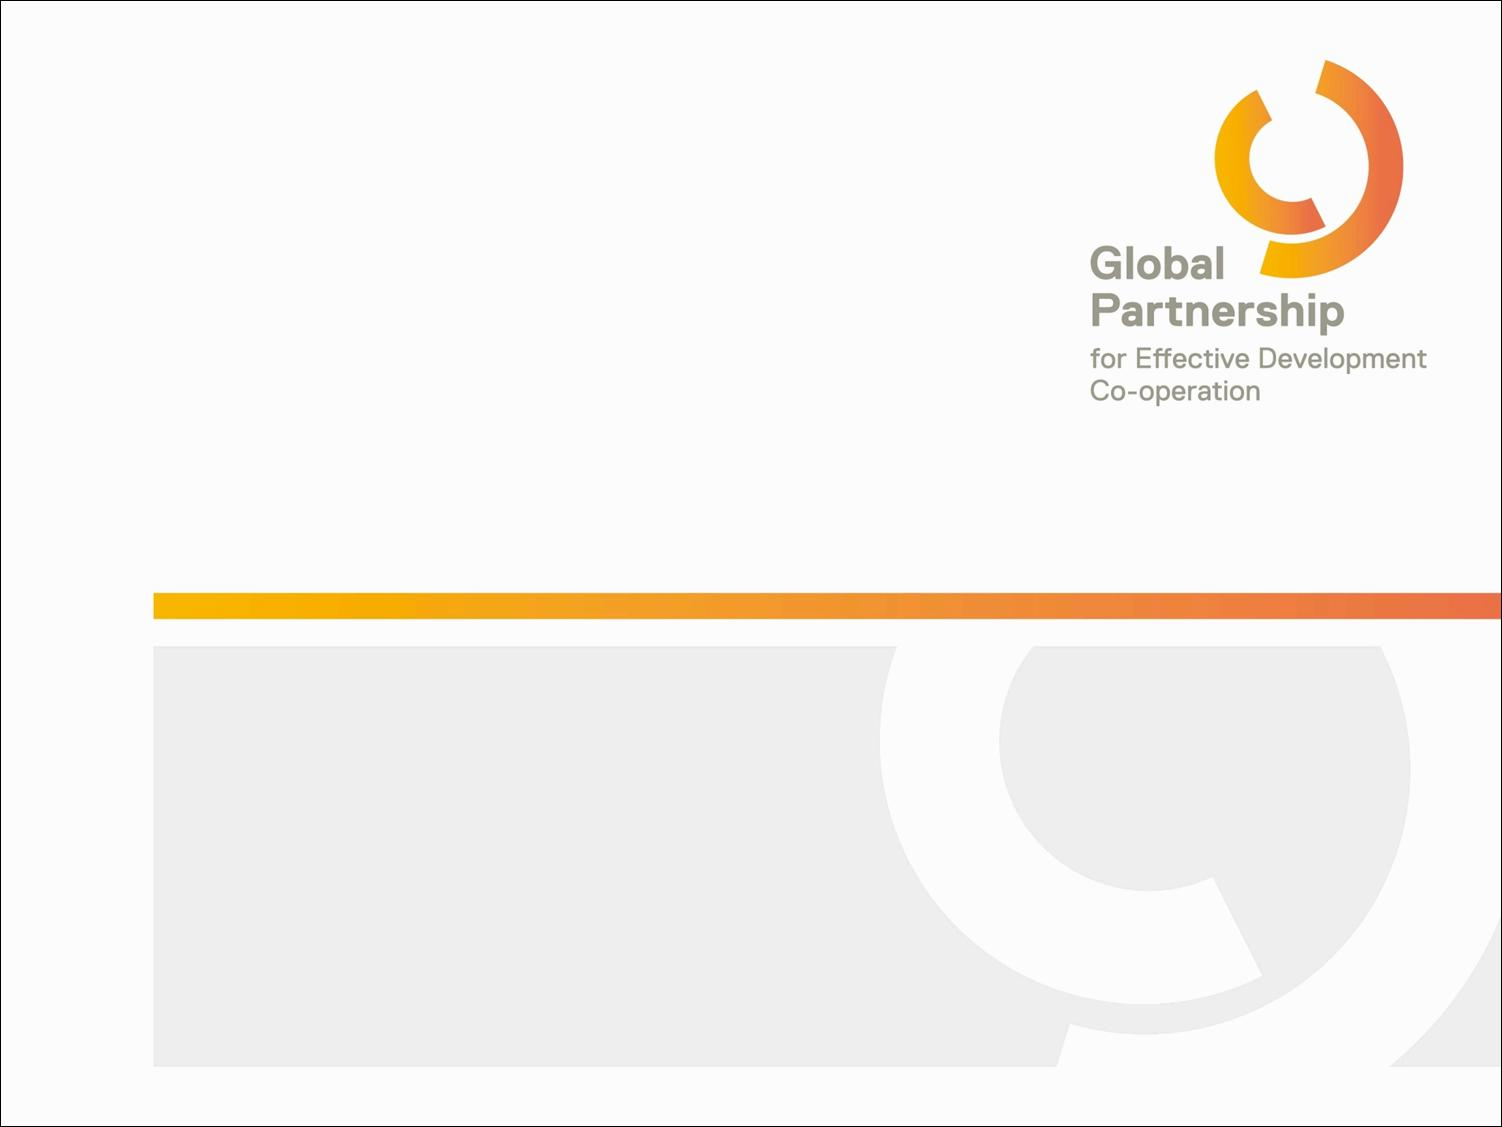 Global
Partnership
for Effective Development
Co-operation